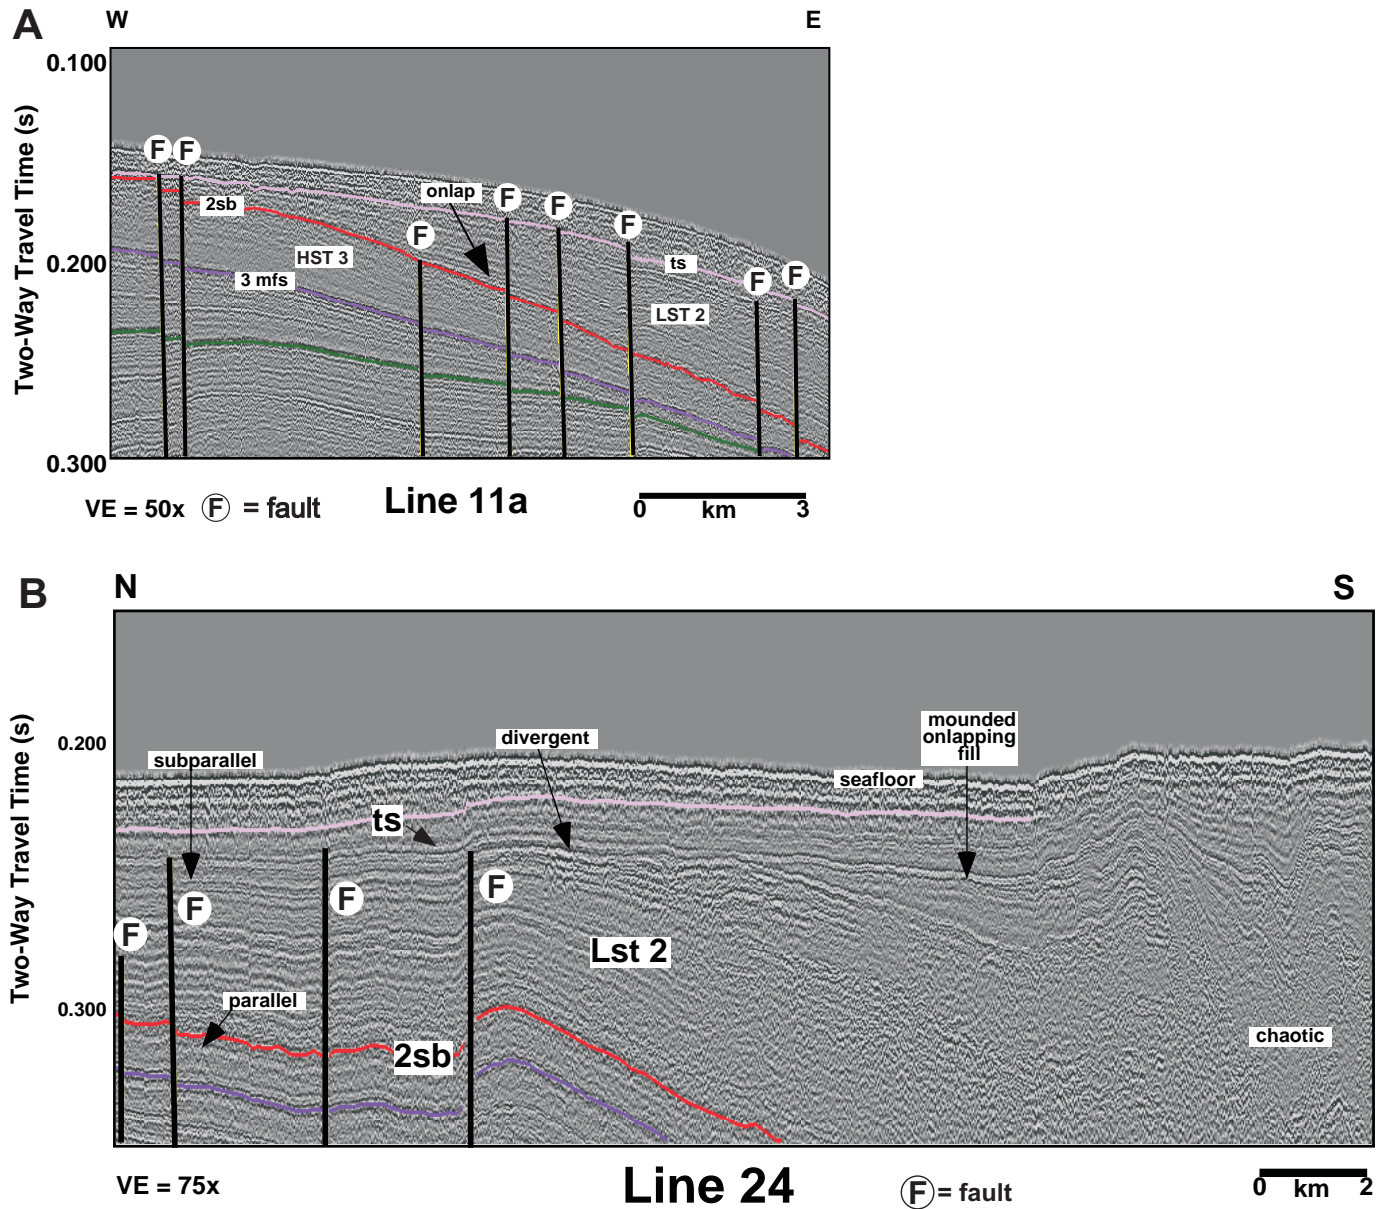 A
W
E
0.100
0.200
0.300
Two-Way Travel Time (s)
F
F
2sb
onlap
F
F
F
F
HST 3
3 mfs
ts
F
F
LST 2
VE = 50x
F = fault
Line 11a
0 km 3
B
N
S
0.200
0.300
Two-Way Travel Time (s)
subparallel
divergent
mounded
onlapping
fill
seafloor
ts
F
F
F
F
Lst 2
parallel
2sb
chaotic
VE = 75x
Line 24
F = fault
0 km 2